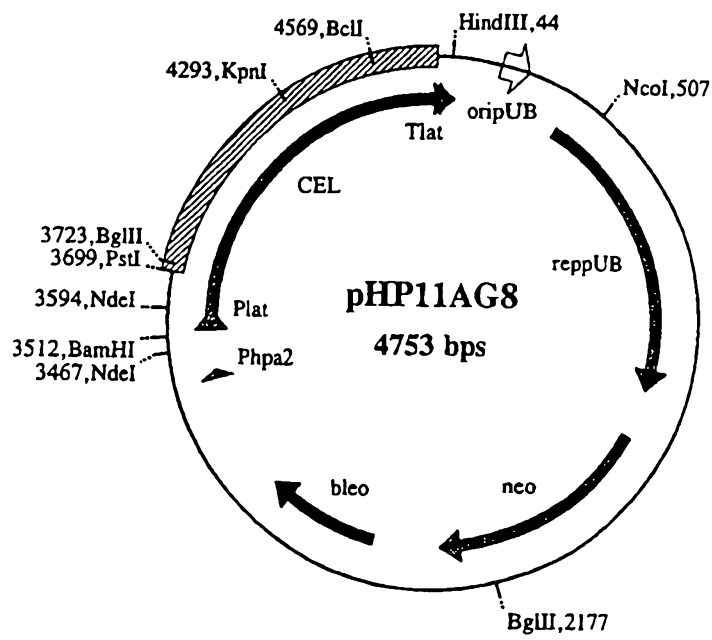 4569,BclI
HindIII,44
4293,KpnI
NcoI,507
oripUB
Tlat
CEL
3723,BglII
3699,PstI
reppUB
3594,NdeI
Plat
pHP11AG8
4753 bps
3512,BamHI
3467,NdeI
Phpa2
bleo
neo
BglII,2177